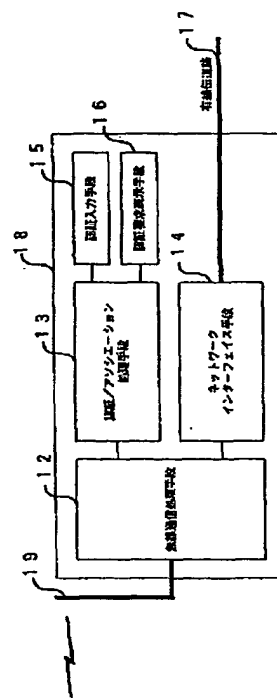 19
12
無線通信処理手段
13
認証/アソシエーション
処理手段
18
15
認証入力手段
16
認証要求表示手段
14
ネットワーク
インターフェイス手段
17
有線伝送路